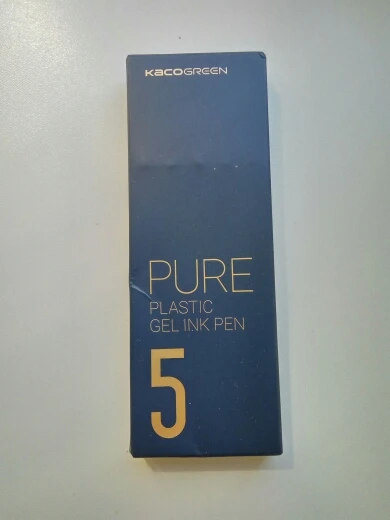 KACOGREEN
PURE
PLASTIC
GEL INK PEN
5